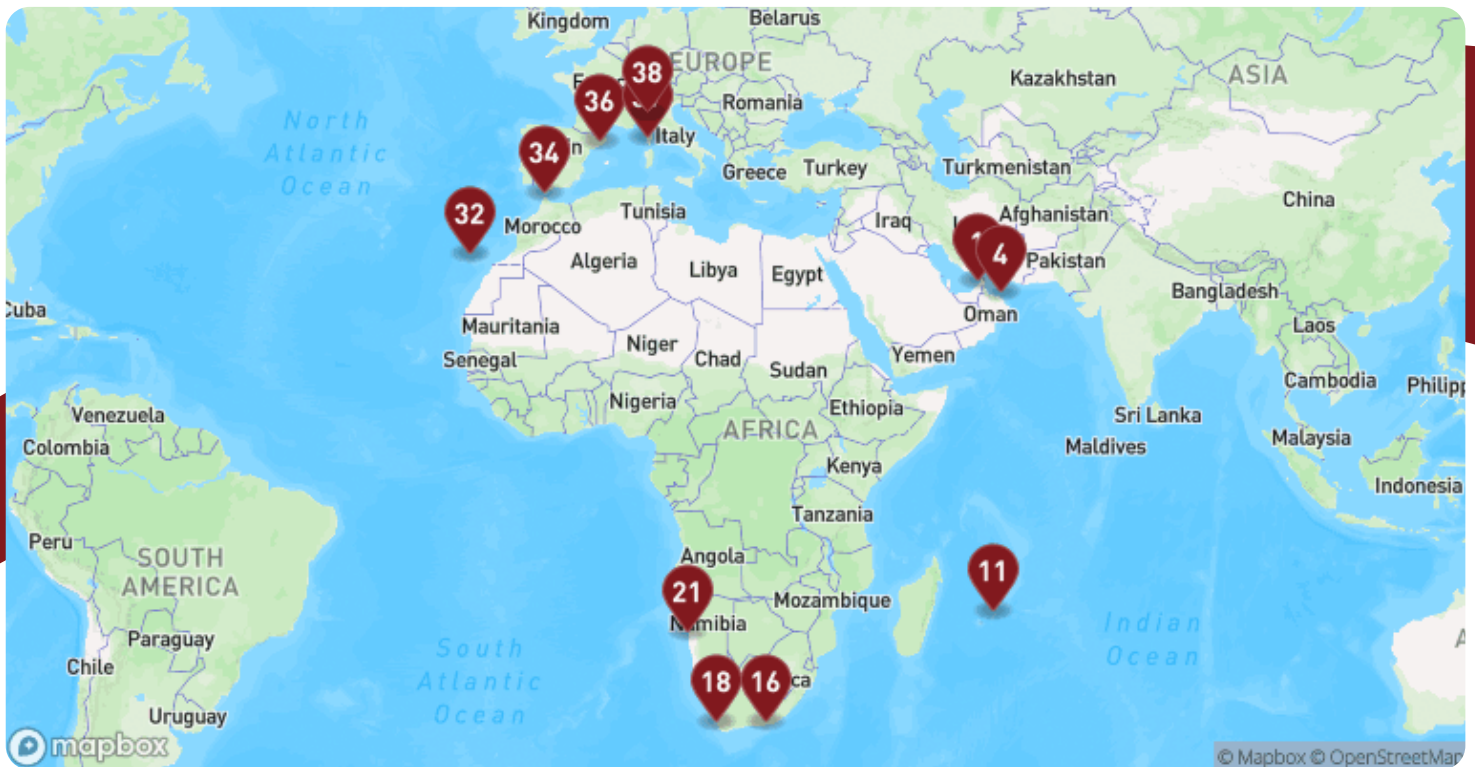 Kingdom
Belarus
EUROPE
Kazakhstan
ASIA
38
36
Romania
North
Atlantic
Ocean
Italy
34
Greece
Turkey
Turkmenistan
China
32
Morocco
Tunisia
Iraq
Afghanistan
4
Pakistan
Algeria
Libya
Egypt
Bangladesh
Cuba
Oman
Mauritania
Laos
Niger
Chad
Senegal
Sudan
Yemen
Cambodia
Philipp
Nigeria
Ethiopia
Venezuela
Sri Lanka
Colombia
AFRICA
Maldives
Malaysia
Kenya
Indonesia
Tanzania
Peru
SOUTH
AMERICA
Angola
11
21
Mozambique
Namibia
Indian
Ocean
Paraguay
South
Atlantic
Ocean
Chile
18
16
ca
Uruguay
mapbox
© Mapbox © OpenStreetMap